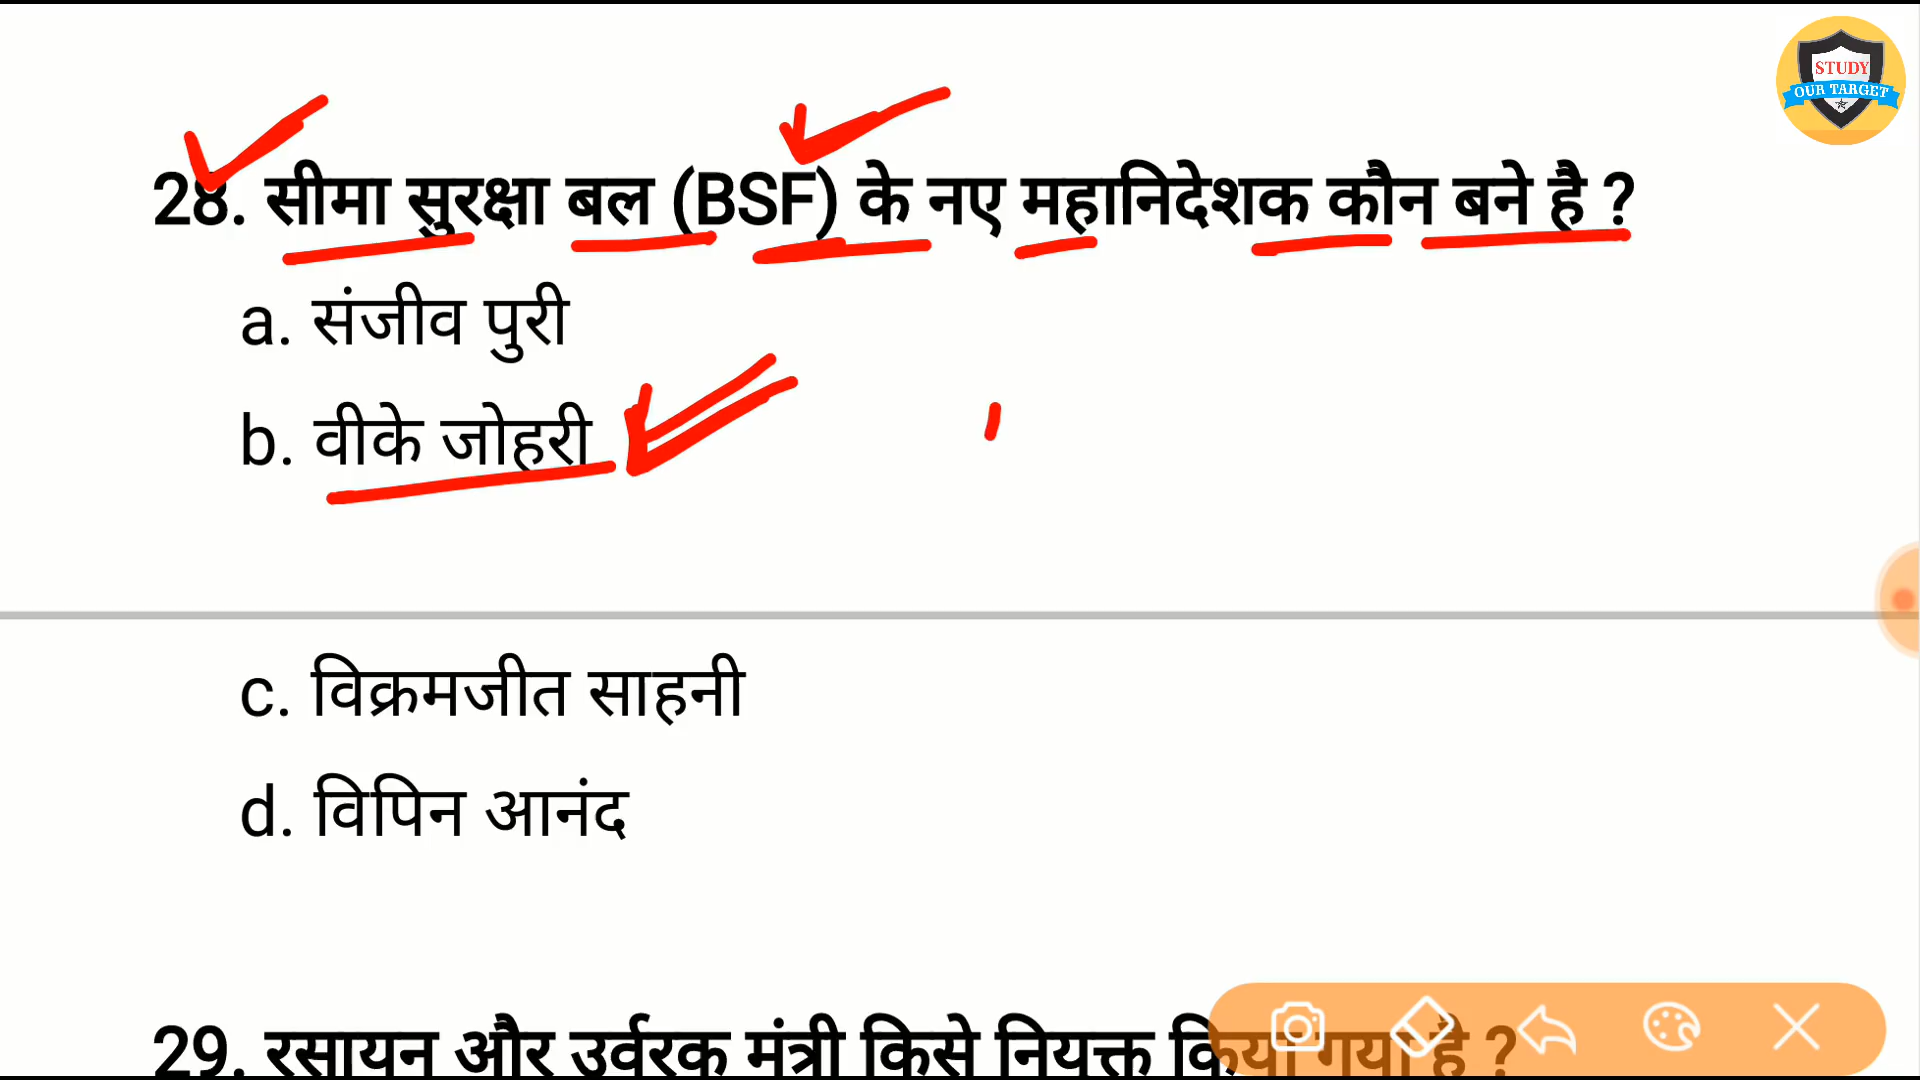 STUDY
OUR TARGET
28. सीमा सुरक्षा बल (BSF) के नए महानिदेशक कौन बने है ?
a. संजीव पुरी
b. वीके जोहरी
c. विक्रमजीत साहनी
d. विपिन आनंद
29. रसायन और उर्वरक मंत्री किसे नियुक्त किया गया है ?